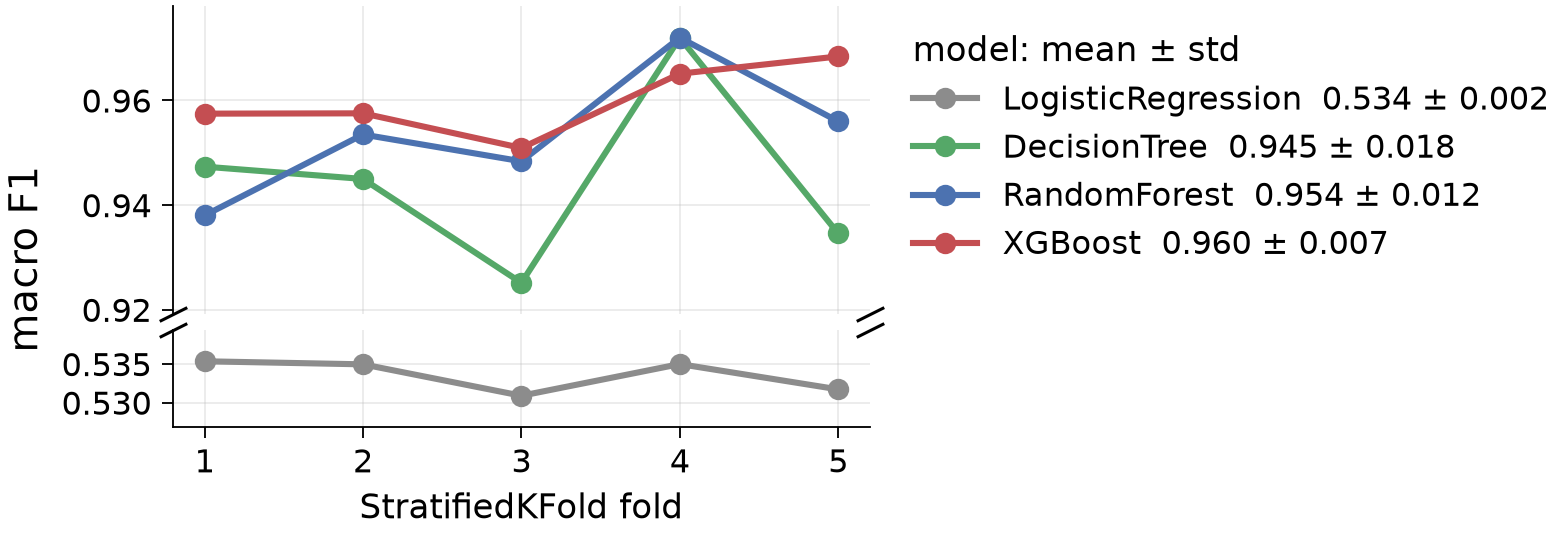 macro F1
0.96
0.94
0.92
0.535
0.530
1 2 3 4 5
StratifiedKFold fold
model: mean ± std
LogisticRegression 0.534 ± 0.002
DecisionTree 0.945 ± 0.018
RandomForest 0.954 ± 0.012
XGBoost 0.960 ± 0.007